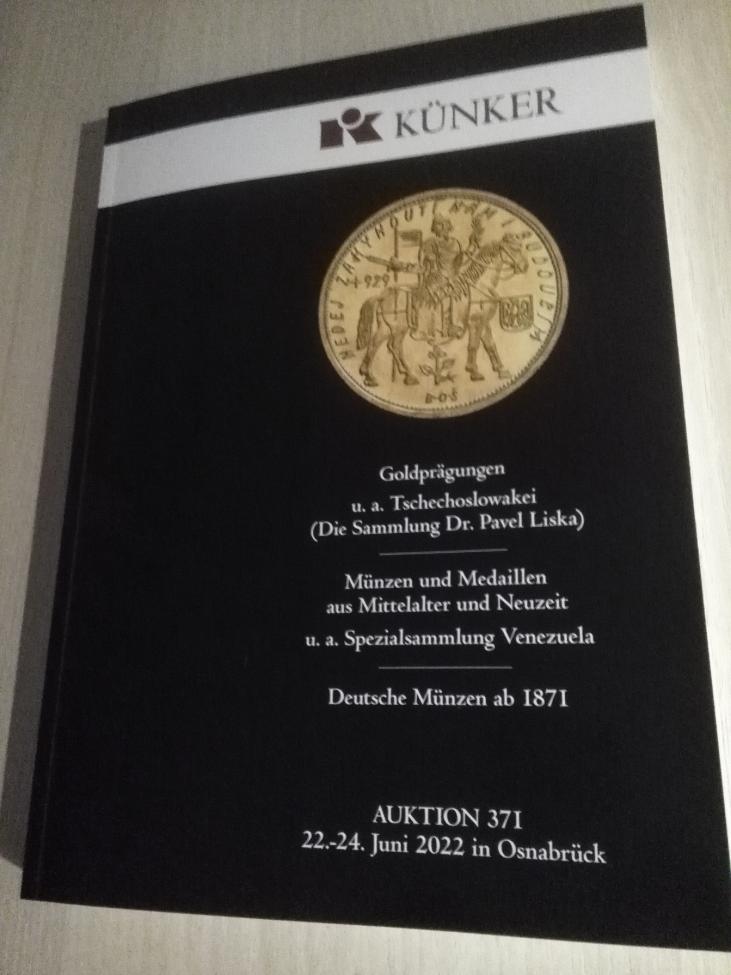 KÜNKER
NEDEJ ZAHYNOUTI NÁM I BUDOUCÍM
+929
Goldprägungen
u. a. Tschechoslowakei
(Die Sammlung Dr. Pavel Liska)
Münzen und Medaillen
aus Mittelalter und Neuzeit
u. a. Spezialsammlung Venezuela
Deutsche Münzen ab 1871
AUKTION 371
22.-24. Juni 2022 in Osnabrück